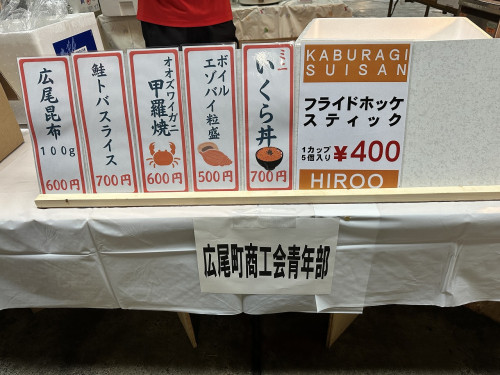 広尾昆布
100g
600円
鮭トバスライス
700円
オオズワイガニ
甲羅焼
600円
ボイル
エゾバイ粒盛
500円
ミニ
いくら丼
700円
KABURAGI
SUISAN
フライドホッケ
スティック
1カップ
5個入り
¥400
HIROO
広尾町商工会青年部